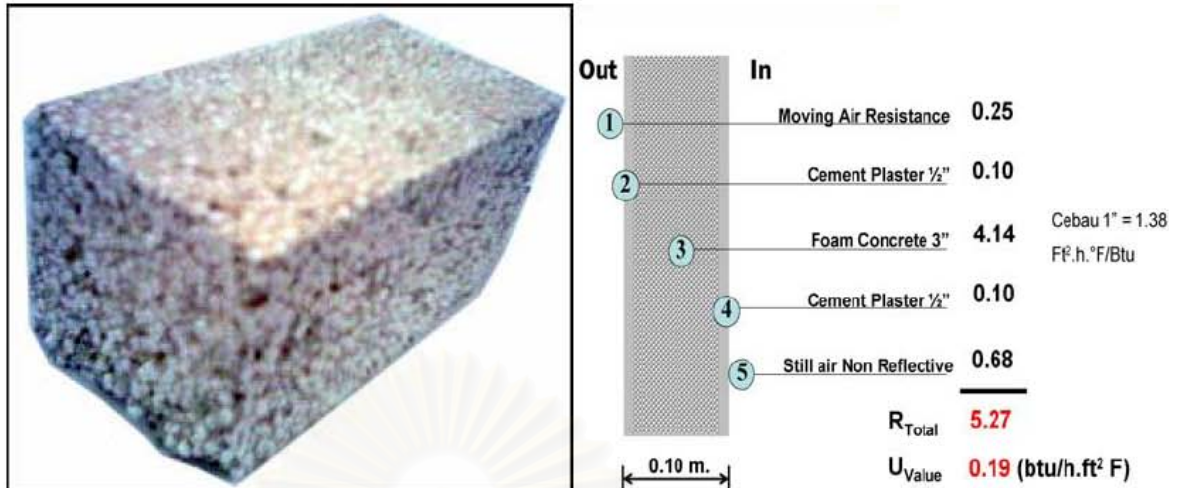 Out In
1 Moving Air Resistance 0.25
2 Cement Plaster ½” 0.10
3 Foam Concrete 3” 4.14 Cebau 1” = 1.38
Ft².h.°F/Btu
4 Cement Plaster ½” 0.10
5 Still air Non Reflective 0.68
R Total 5.27
0.10 m. U Value 0.19 (btu/h.ft² F)